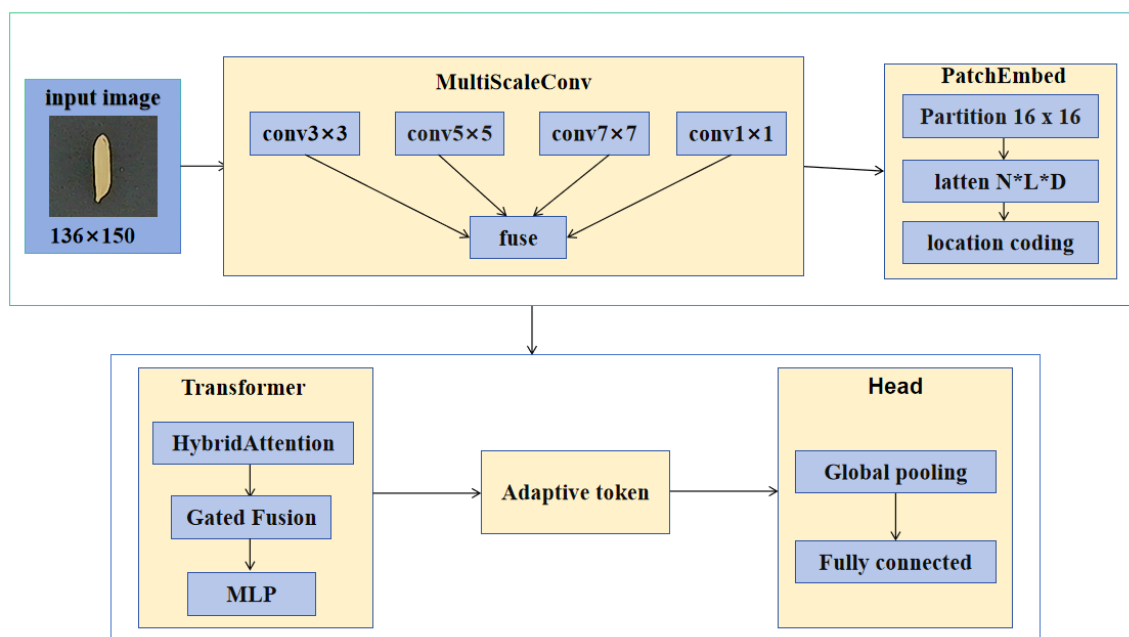 input image
136×150
MultiScaleConv
conv3×3
conv5×5
conv7×7
conv1×1
fuse
PatchEmbed
Partition 16 x 16
latten N*L*D
location coding
Transformer
HybridAttention
Gated Fusion
MLP
Adaptive token
Head
Global pooling
Fully connected